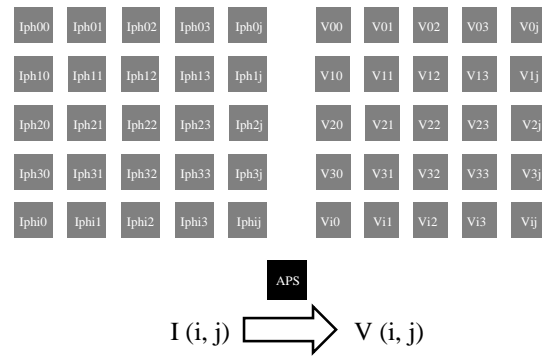 Iph00 Iph01 Iph02 Iph03 Iph0j V00 V01 V02 V03 V0j
Iph10 Iph11 Iph12 Iph13 Iph1j V10 V11 V12 V13 V1j
Iph20 Iph21 Iph22 Iph23 Iph2j V20 V21 V22 V23 V2j
Iph30 Iph31 Iph32 Iph33 Iph3j V30 V31 V32 V33 V3j
Iphi0 Iphi1 Iphi2 Iphi3 Iphij Vi0 Vi1 Vi2 Vi3 Vij
APS
I (i, j) V (i, j)